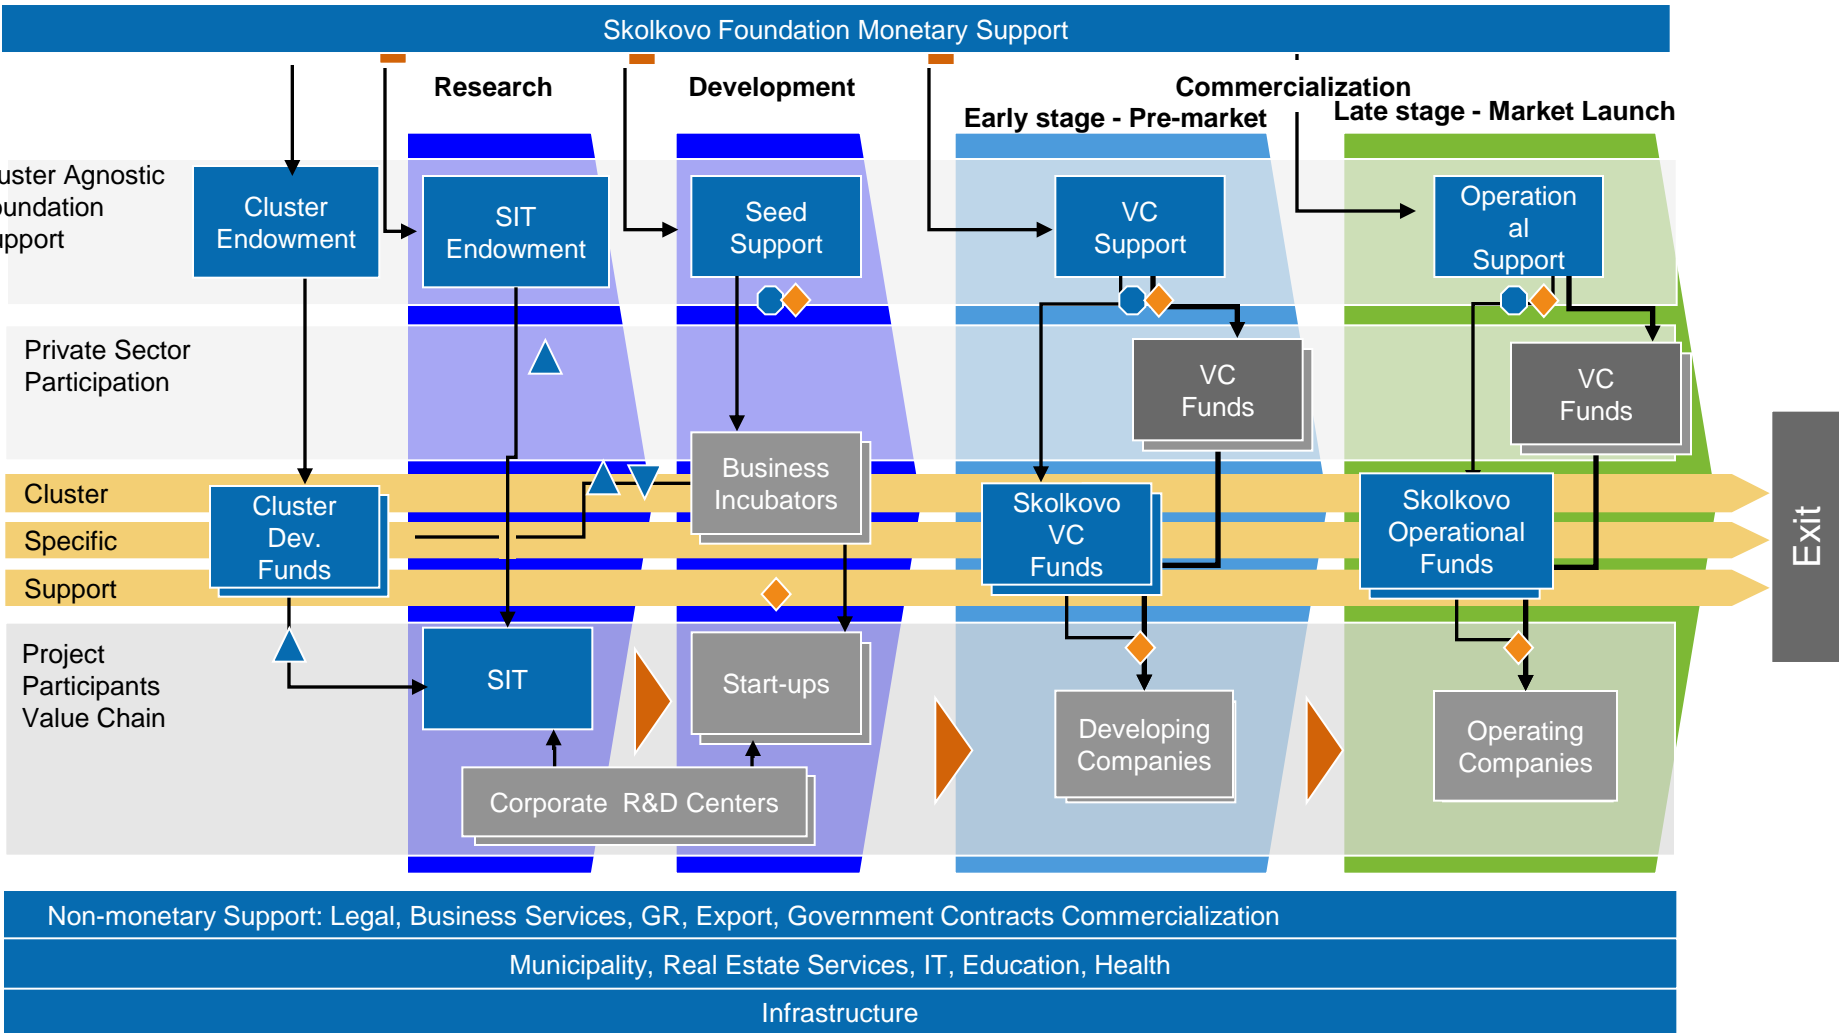 Skolkovo Foundation Monetary Support
Research
Development
Commercialization
Early stage - Pre-market
Late stage - Market Launch
Agnostic
Cluster
Endowment
SIT
Endowment
Seed
Support
VC
Support
Operation
al
Support
Private Sector
Participation
VC
Funds
VC
Funds
Business
Incubators
Cluster
Specific
Support
Cluster
Dev.
Funds
Skolkovo
VC
Funds
Skolkovo
Operational
Funds
Exit
Project
Participants
Value Chain
SIT
Start-ups
Developing
Companies
Operating
Companies
Corporate R&D Centers
Non-monetary Support: Legal, Business Services, GR, Export, Government Contracts Commercialization
Municipality, Real Estate Services, IT, Education, Health
Infrastructure